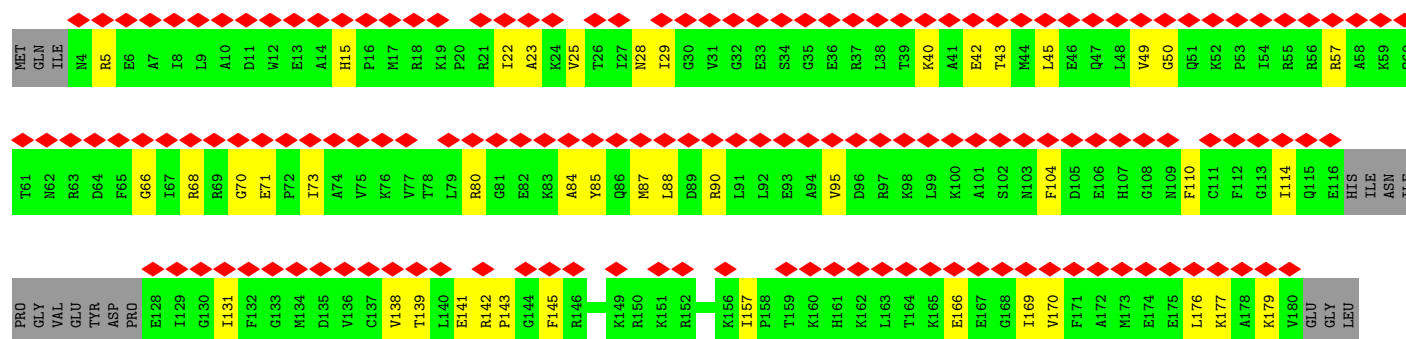 MET GLN ILE N4 R5 E6 A7 I8 L9 A10 D11 W12 E13 A14 H15 P16 M17 R18 K19 P20 R21 I22 A23 K24 V25 T26 I27 N28 I29 G30 V31 G32 E33 S34 G35 E36 R37 L38 T39 K40 A41 E42 T43 M44 L45 E46 Q47 L48 V49 G50 Q51 K52 P53 I54 R55 R56 R57 A58 K59
T61 N62 R63 D64 F65 G66 I67 R68 R69 G70 E71 P72 I73 A74 V75 K76 V77 T78 L79 R80 G81 E82 K83 A84 Y85 Q86 M87 L88 D89 R90 L91 L92 E93 A94 V95 D96 R97 K98 L99 K100 A101 S102 N103 F104 D105 E106 H107 G108 N109 F110 C111 F112 G113 I114 Q115 E116 HIS ILE ASN
PRO GLY VAL GLU TYR ASP PRO E128 I129 G130 I131 F132 G133 M134 D135 V136 C137 V138 T139 L140 E141 R142 P143 G144 F145 R146 K149 R150 K151 R152 K156 I157 P158 T159 K160 H161 K162 L163 T164 K165 E166 E167 G168 I169 V170 F171 A172 M173 E174 E175 L176 K177 A178 K179 V180 GLU GLY LEU